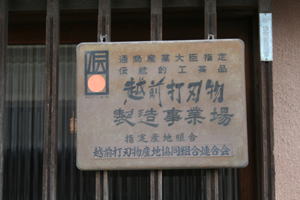 伝
通商産業大臣指定
伝統的工芸品
越前打刃物
製造事業場
指定産地組合
越前打刃物産地協同組合連合会